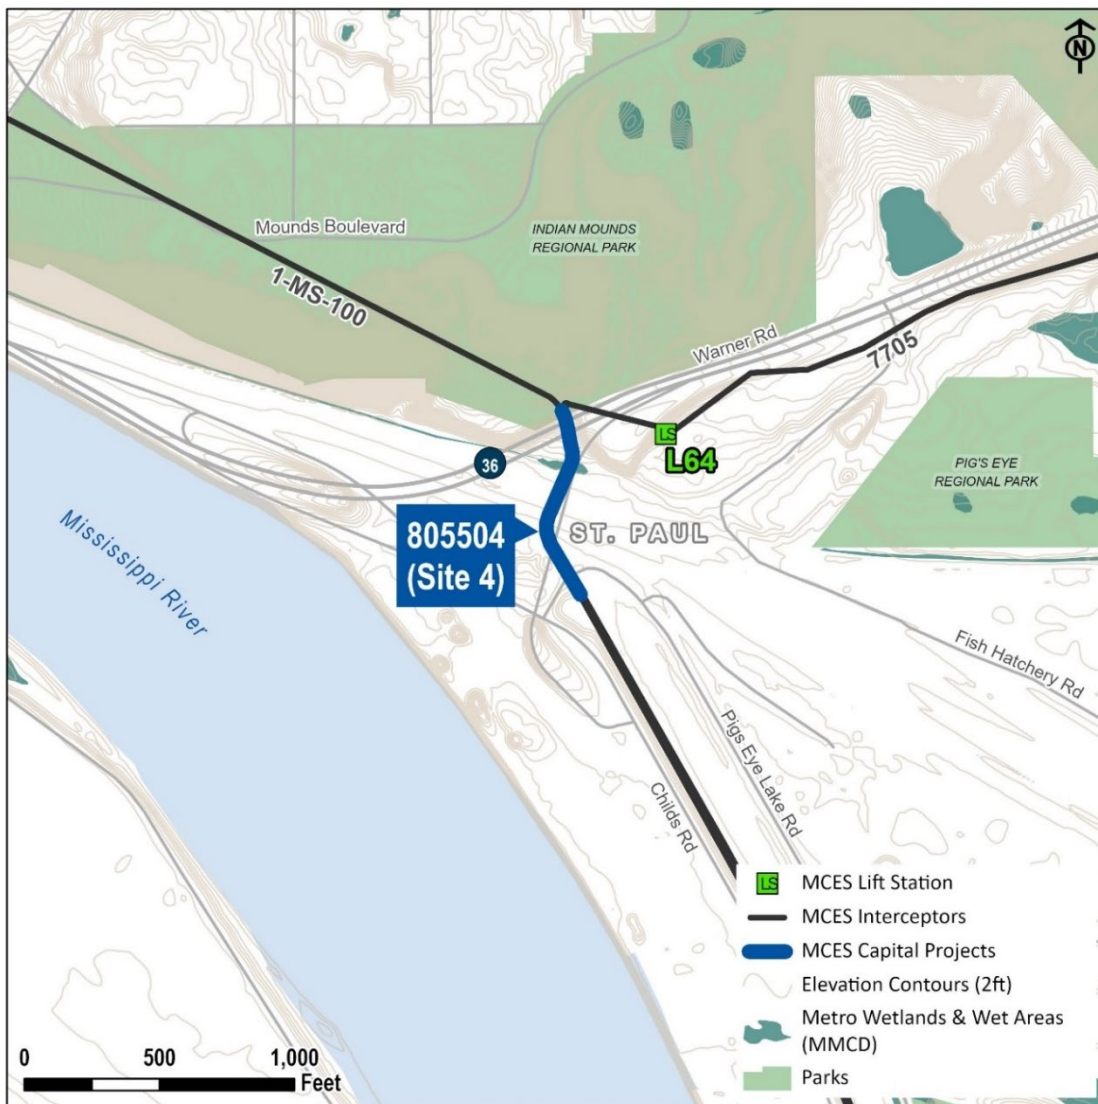 N
Mounds Boulevard
INDIAN MOUNDS
REGIONAL PARK
1-MS-100
Warner Rd
7705
LS
L64
36
PIG'S EYE
REGIONAL PARK
805504
(Site 4)
ST. PAUL
Mississippi River
Fish Hatchery Rd
Pigs Eye Lake Rd
Childs Rd
LS MCES Lift Station
MCES Interceptors
MCES Capital Projects
Elevation Contours (2ft)
Metro Wetlands & Wet Areas
(MMCD)
Parks
0 500 1,000
Feet